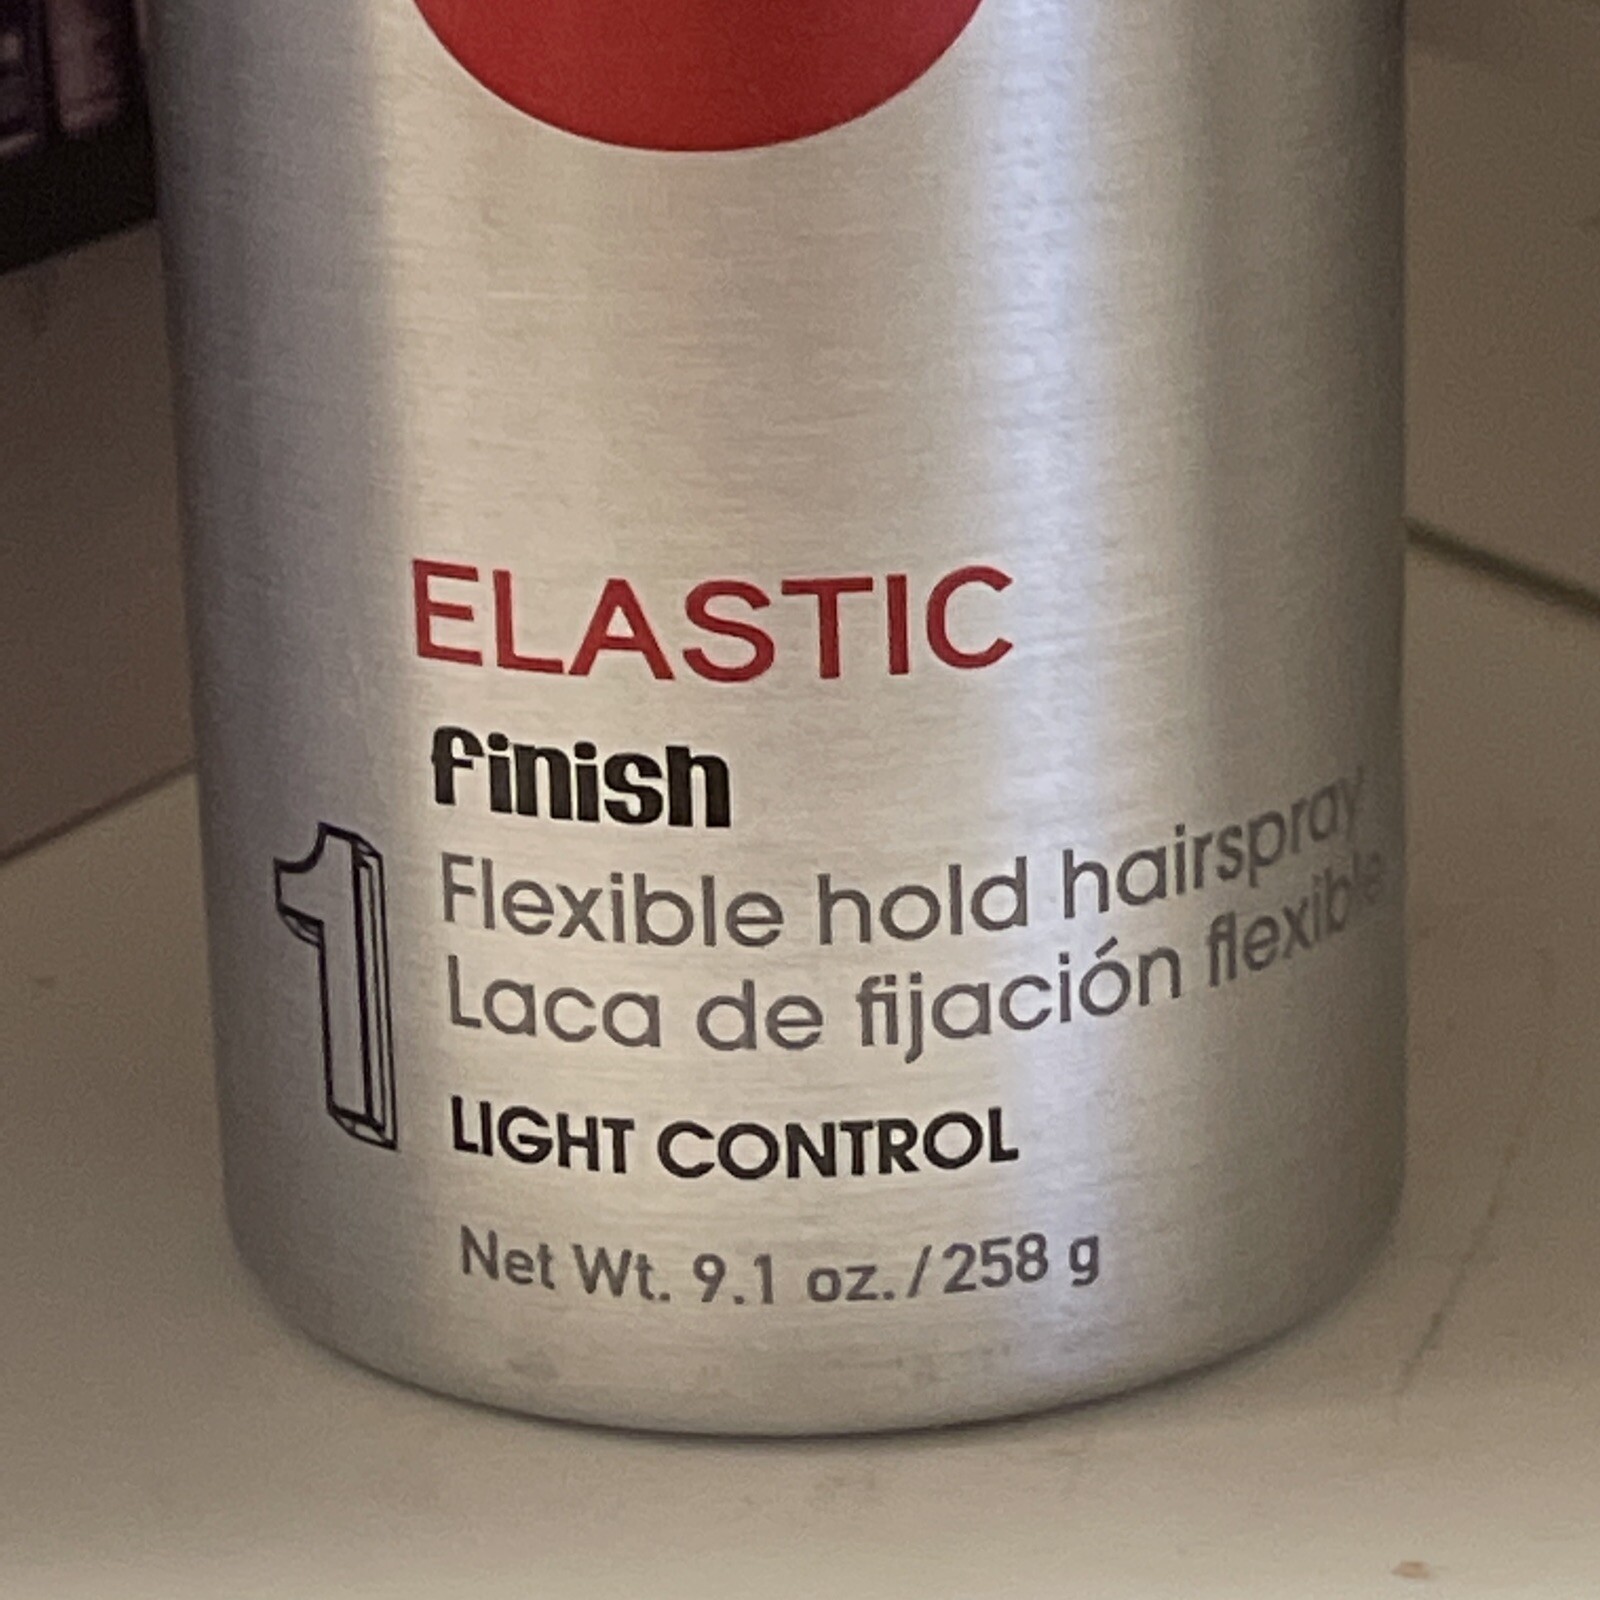 ELASTIC
finish
1
Flexible hold hairspray
Laca de fijación flexible
LIGHT CONTROL
Net Wt. 9.1 oz./258 g